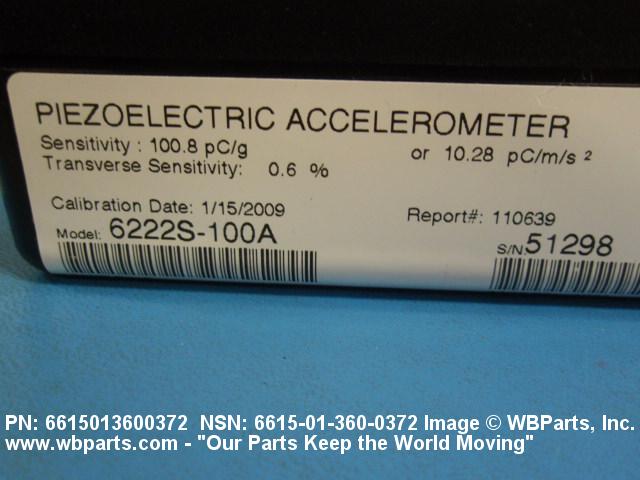 PIEZOELECTRIC ACCELEROMETER
Sensitivity : 100.8 pC/g or 10.28 pC/m/s ²
Transverse Sensitivity: 0.6 %
Calibration Date: 1/15/2009 Report#: 110639
Model: 6222S-100A S/N: 51298
PN: 6615013600372 NSN: 6615-01-360-0372 Image © WBParts, Inc.
www.wbparts.com - "Our Parts Keep the World Moving"